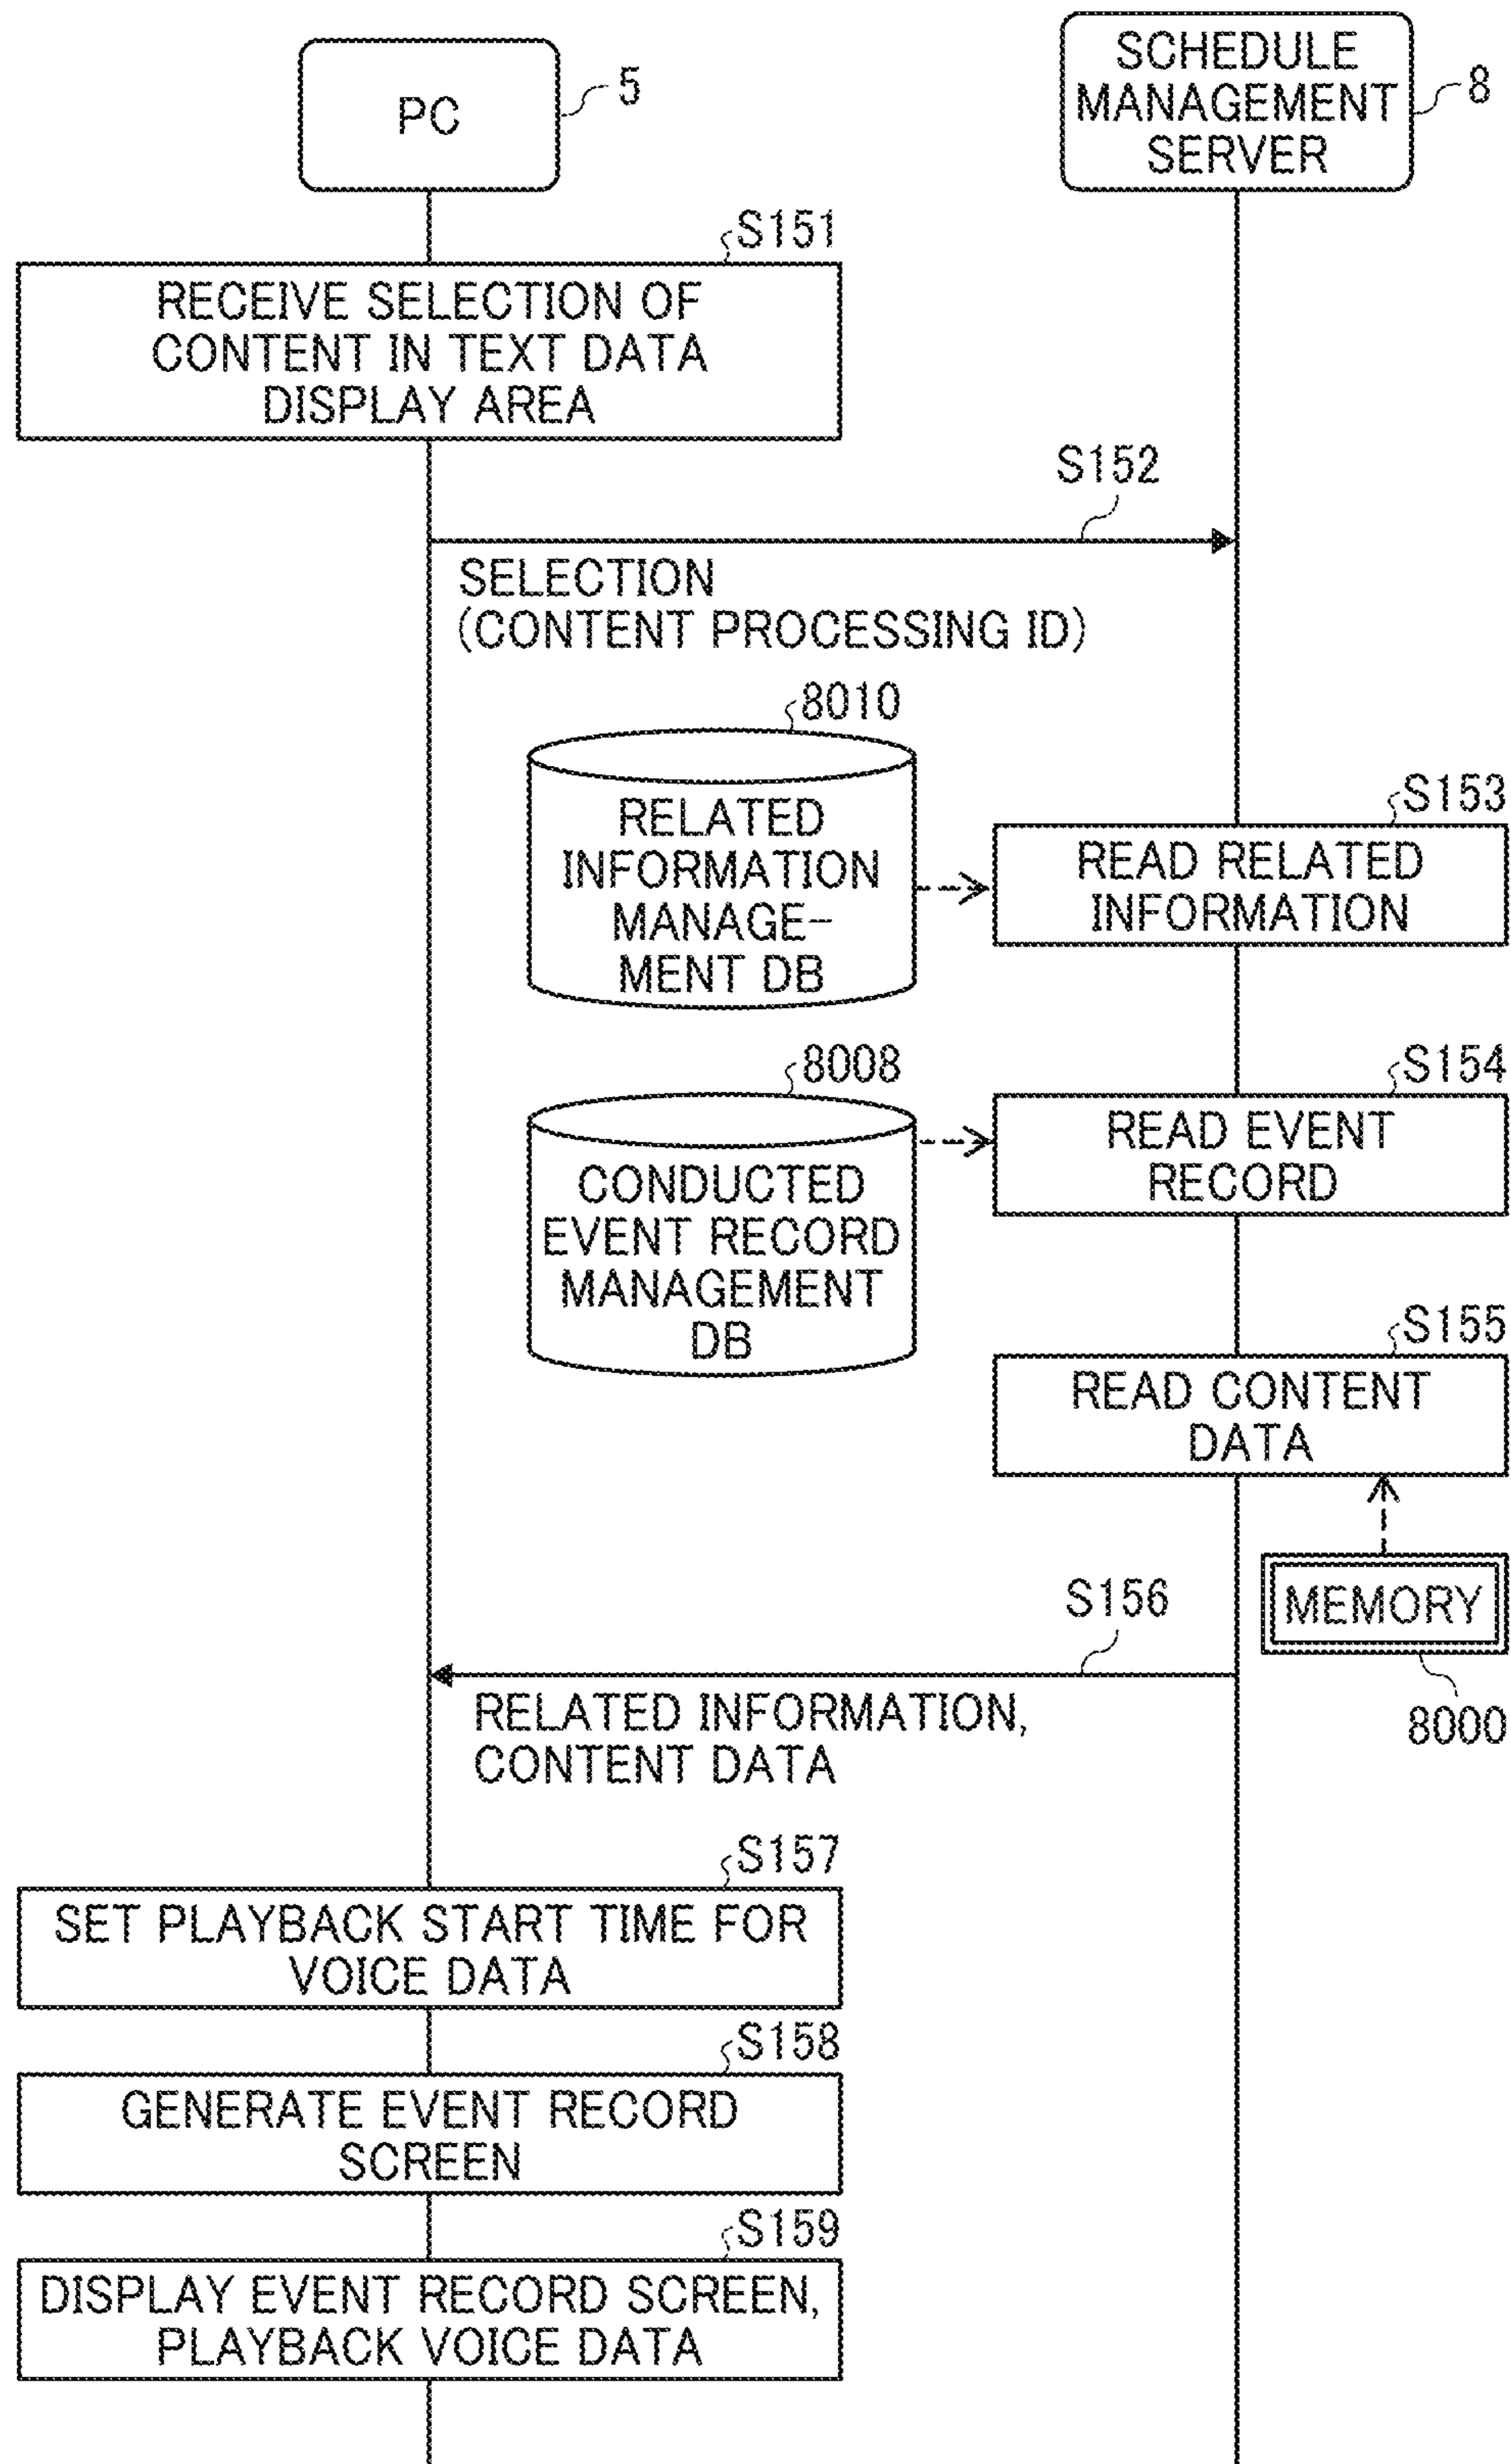 PC
5
SCHEDULE
MANAGEMENT
SERVER
8
S151
RECEIVE SELECTION OF
CONTENT IN TEXT DATA
DISPLAY AREA
S152
SELECTION
(CONTENT PROCESSING ID)
8010
RELATED
INFORMATION
MANAGE-
MENT DB
S153
READ RELATED
INFORMATION
8008
CONDUCTED
EVENT RECORD
MANAGEMENT
DB
S154
READ EVENT
RECORD
S155
READ CONTENT
DATA
MEMORY
8000
S156
RELATED INFORMATION,
CONTENT DATA
S157
SET PLAYBACK START TIME FOR
VOICE DATA
S158
GENERATE EVENT RECORD
SCREEN
S159
DISPLAY EVENT RECORD SCREEN,
PLAYBACK VOICE DATA